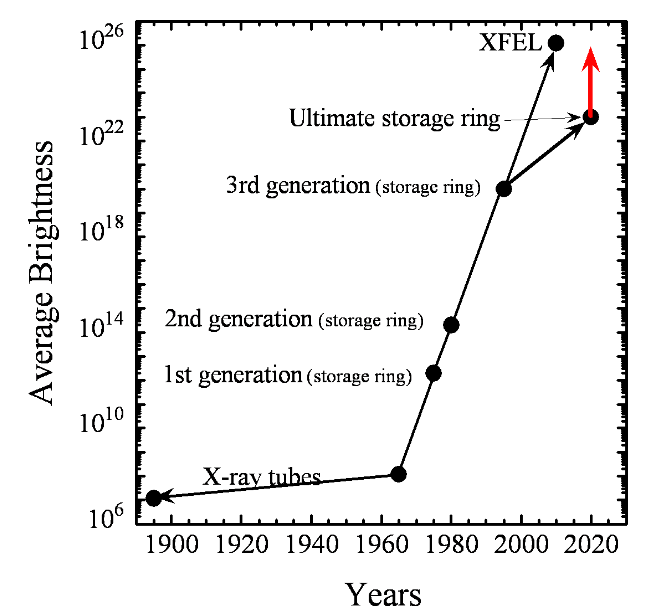 10^26
XFEL
10^22
Ultimate storage ring
3rd generation (storage ring)
10^18
10^14
2nd generation (storage ring)
1st generation (storage ring)
10^10
X-ray tubes
10^6
Average Brightness
1900 1920 1940 1960 1980 2000 2020
Years